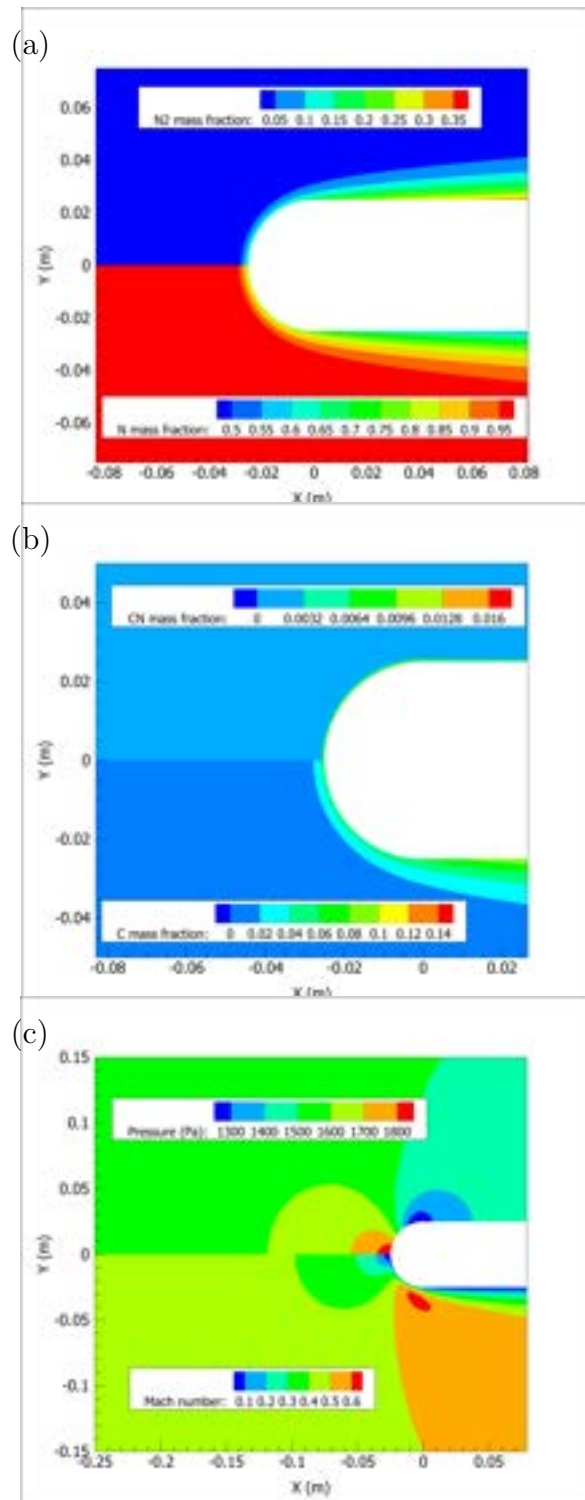 (a)
0.06
0.04
0.02
0
-0.02
-0.04
-0.06
Y (m)
N2 mass fraction: 0.05 0.1 0.15 0.2 0.25 0.3 0.35
N mass fraction: 0.5 0.55 0.6 0.65 0.7 0.75 0.8 0.85 0.9 0.95
-0.08 -0.06 -0.04 -0.02 0 0.02 0.04 0.06 0.08
X (m)
(b)
0.04
0.02
0
-0.02
-0.04
Y (m)
CN mass fraction: 0 0.0032 0.0064 0.0096 0.0128 0.016
C mass fraction: 0 0.02 0.04 0.06 0.08 0.1 0.12 0.14
-0.08 -0.06 -0.04 -0.02 0 0.02
X (m)
(c)
0.15
0.1
0.05
0
-0.05
-0.1
-0.15
Y (m)
Pressure (Pa): 1300 1400 1500 1600 1700 1800
Mach number: 0.1 0.2 0.3 0.4 0.5 0.6
-0.25 -0.2 -0.15 -0.1 -0.05 0 0.05
X (m)